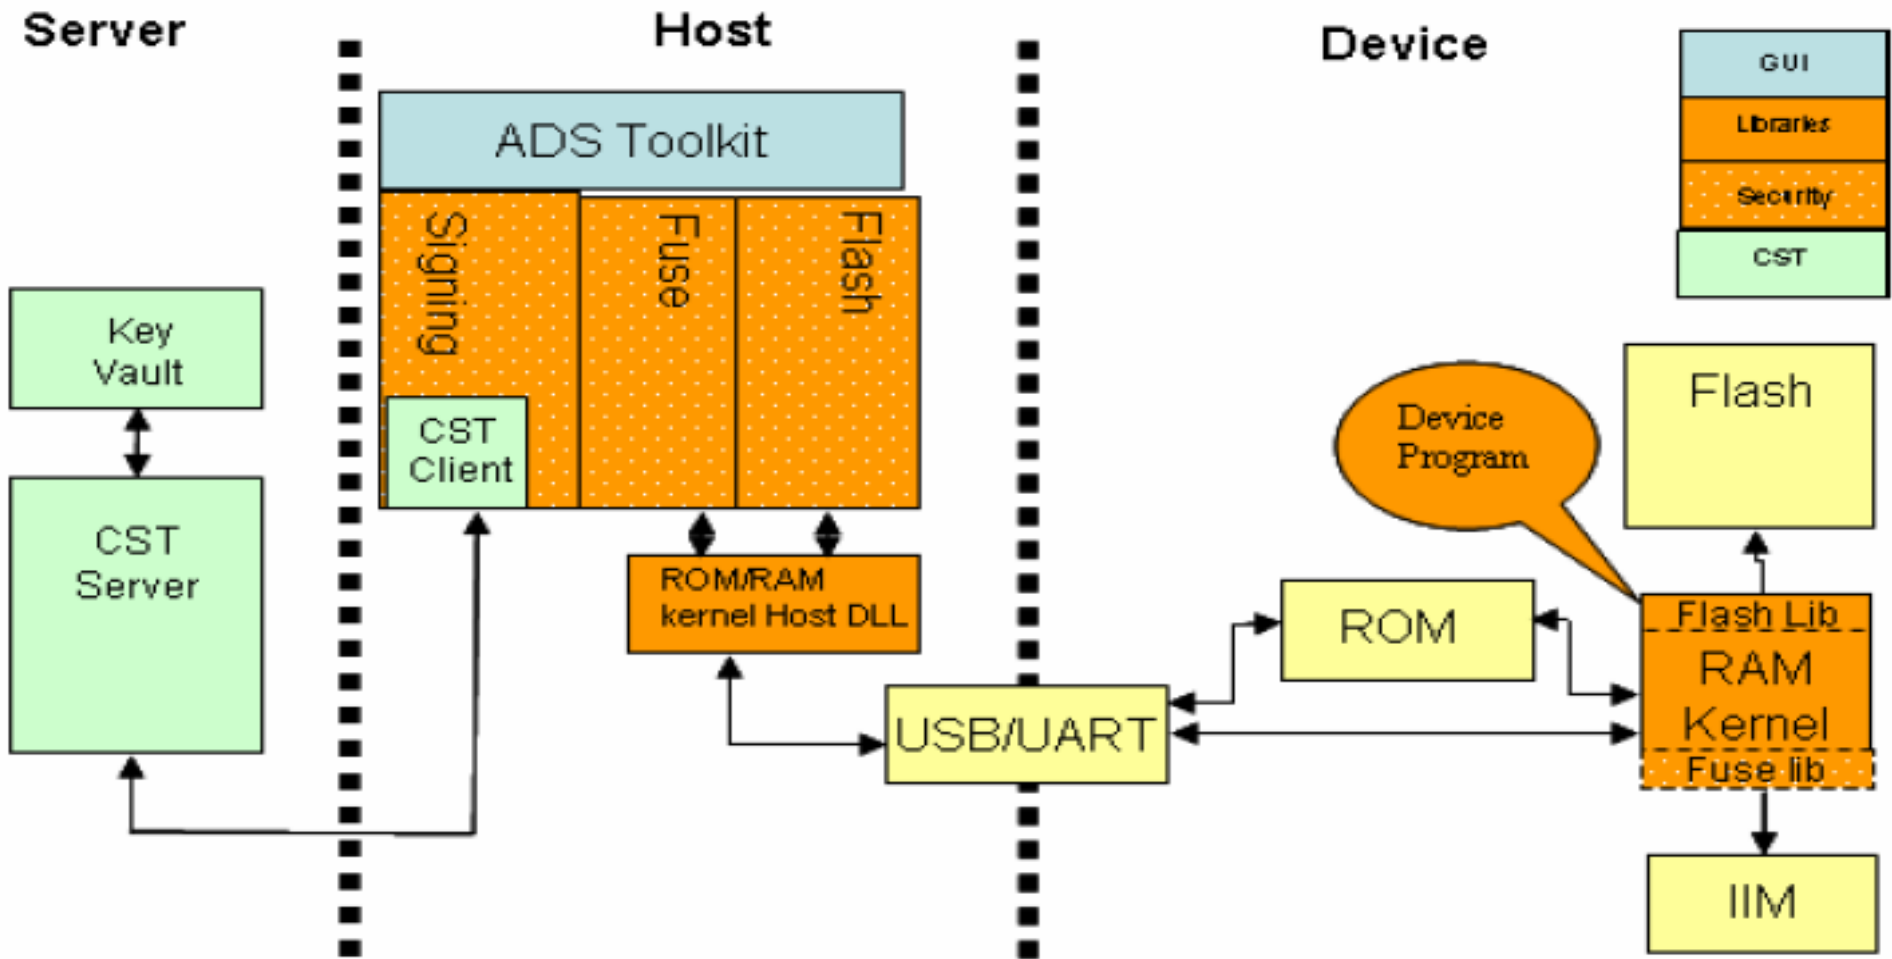 Server
Host
Device
GUI
Libraries
Security
CST
ADS Toolkit
Signing
Fuse
Flash
CST
Client
Key
Vault
CST
Server
ROM/RAM
kernel Host DLL
USB/UART
ROM
Device
Program
Flash
Flash Lib
RAM
Kernel
Fuse lib
IIM